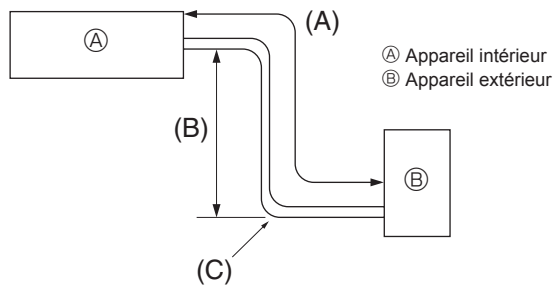 (A)
Ⓐ
Ⓐ Appareil intérieur
Ⓑ Appareil extérieur
(B)
Ⓑ
(C)